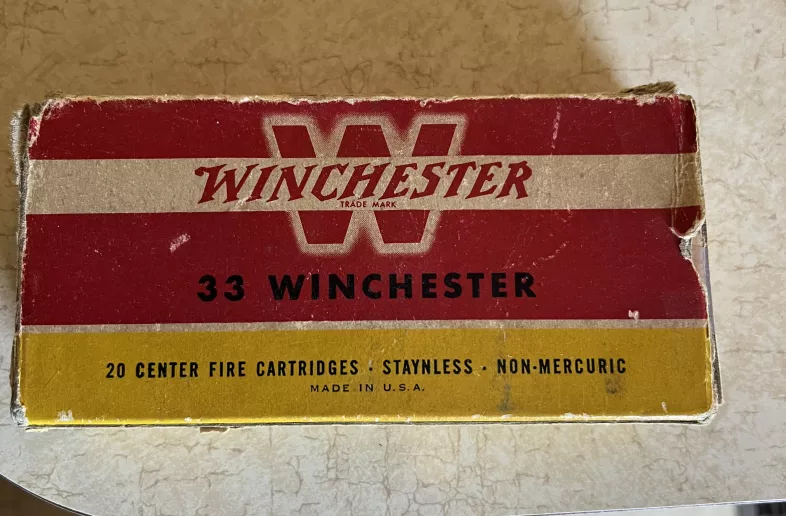 W
WINCHESTER
TRADE MARK
33 WINCHESTER
20 CENTER FIRE CARTRIDGES · STAYNLESS · NON-MERCURIC
MADE IN U.S.A.